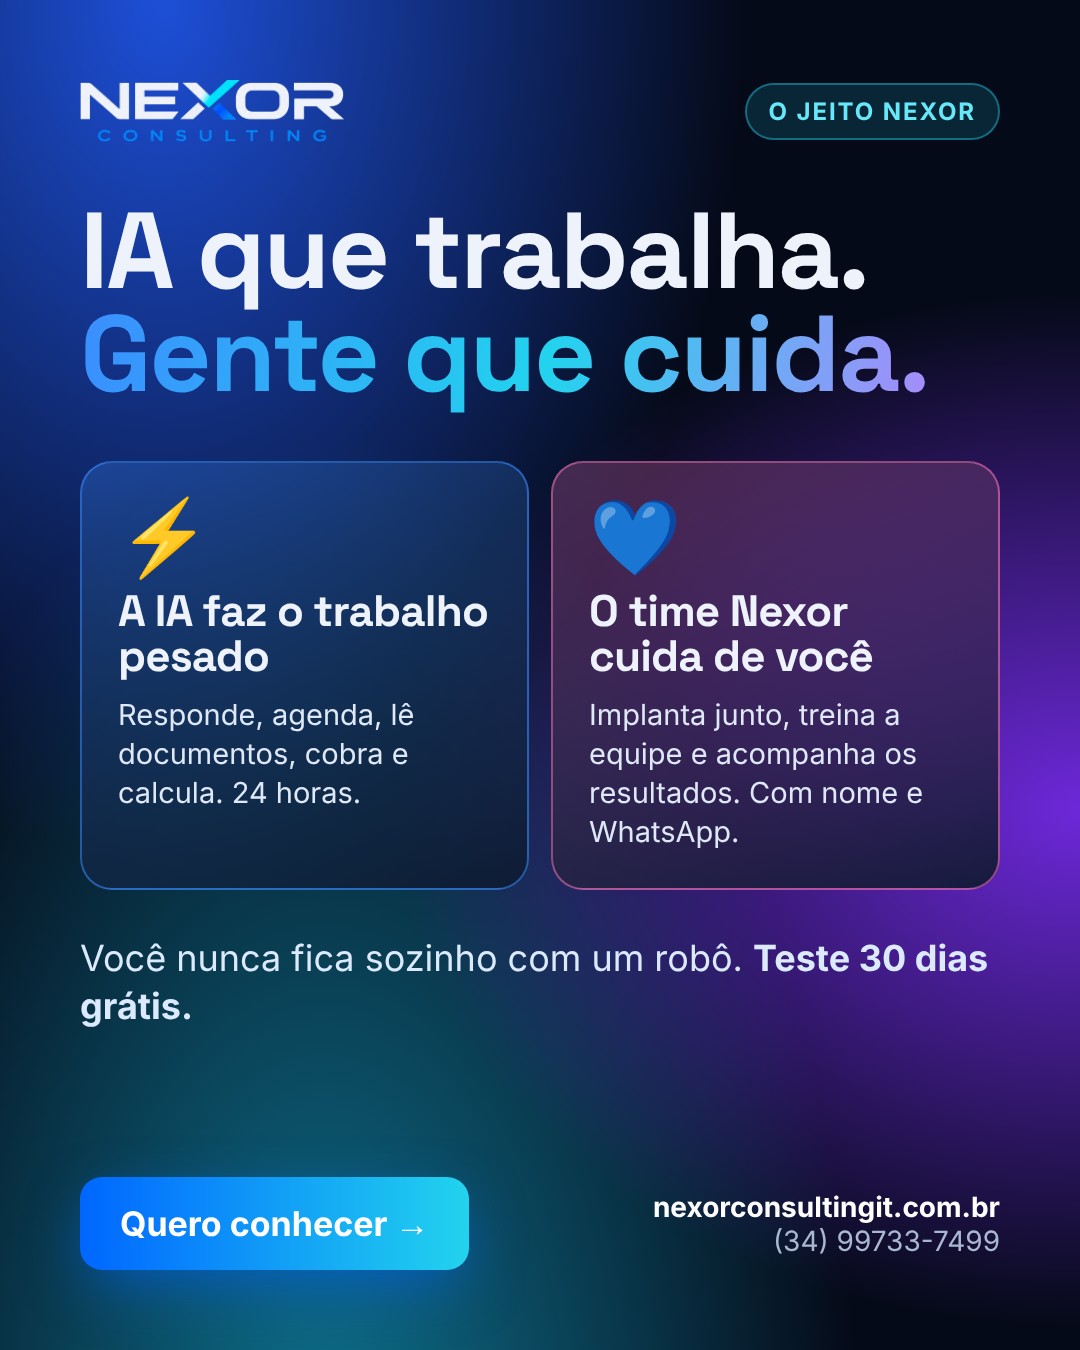 NEXOR
CONSULTING
O JEITO NEXOR
IA que trabalha.
Gente que cuida.
A IA faz o trabalho
pesado
Responde, agenda, lê
documentos, cobra e
calcula. 24 horas.
O time Nexor
cuida de você
Implanta junto, treina a
equipe e acompanha os
resultados. Com nome e
WhatsApp.
Você nunca fica sozinho com um robô. Teste 30 dias
grátis.
Quero conhecer →
nexorconsultingit.com.br
(34) 99733-7499